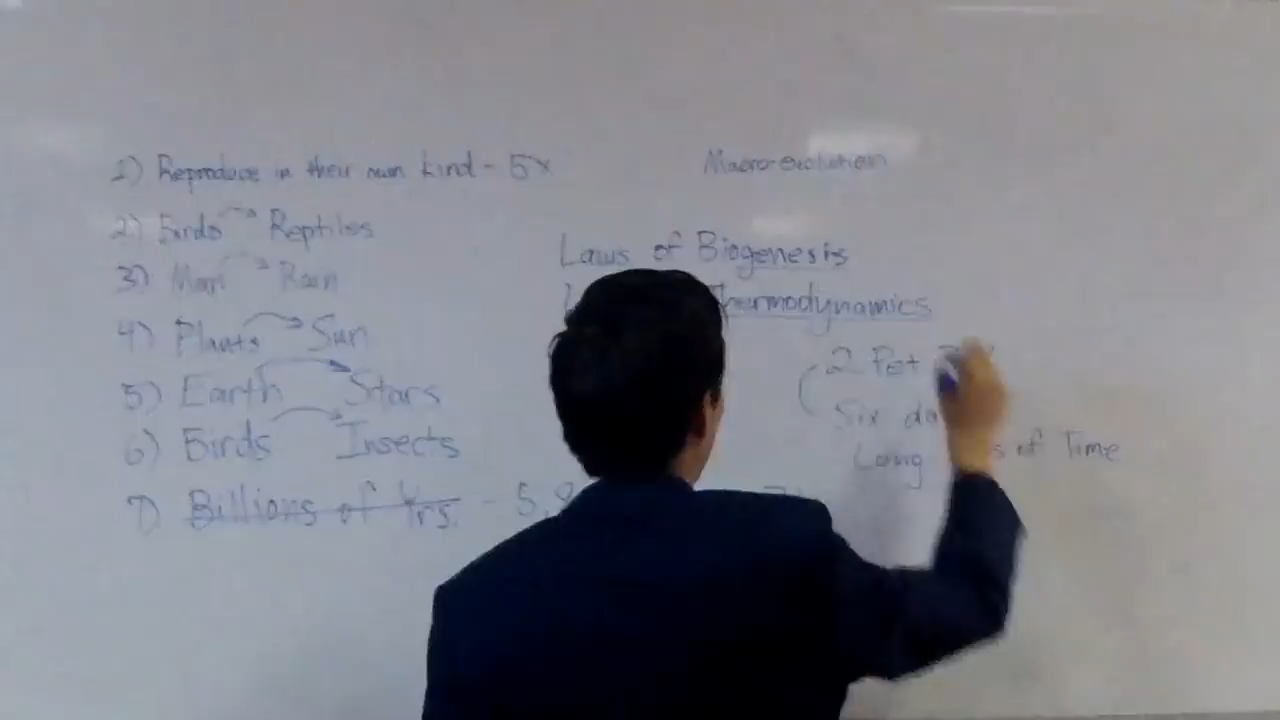 1) Reproduce in their own kind - 5x
2) Birds Reptiles
3) Man Rain
4) Plants Sun
5) Earth Stars
6) Birds Insects
7) Billions of Yrs. - 5,8
Macro-evolution
Laws of Biogenesis
Thermodynamics
2 Pet
Six da
Long of Time